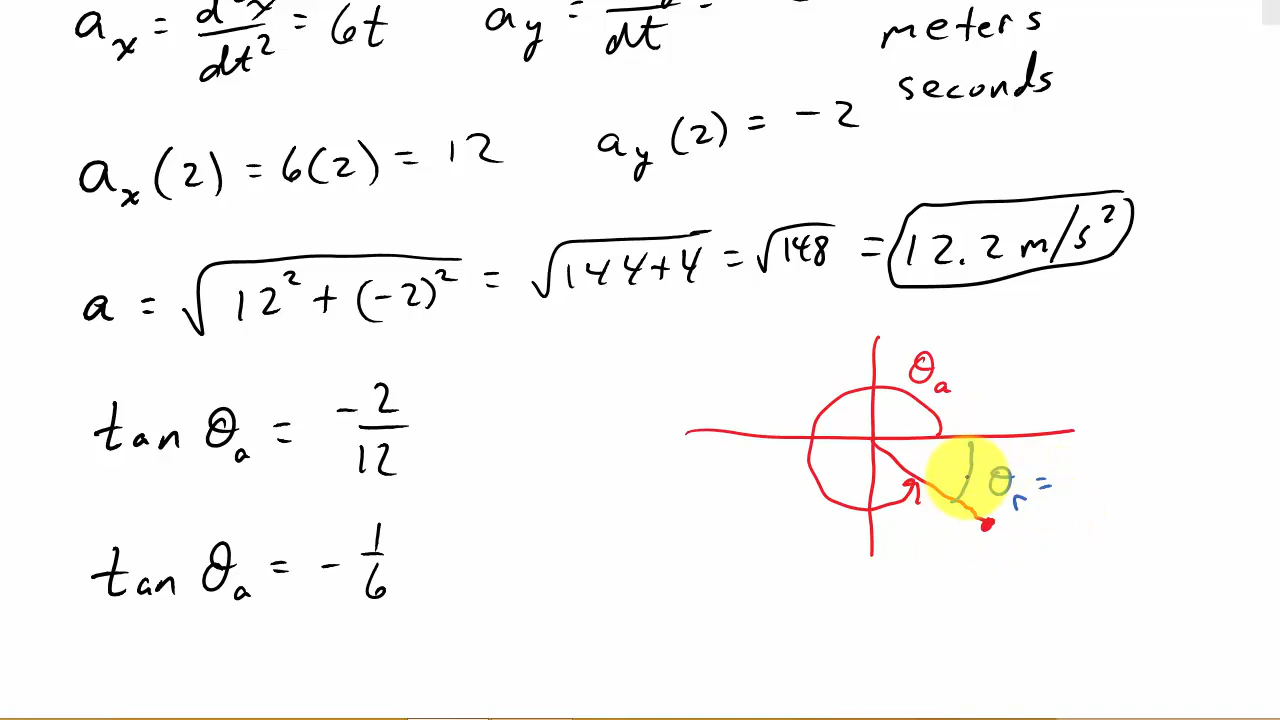 a_x = d²x/dt² = 6t   a_y = /dt =   meters
seconds
a_x(2) = 6(2) = 12   a_y(2) = -2
a = √(12² + (-2)²) = √(144+4) = √148 = 12.2 m/s²
θ_a
tan θ_a = -2/12
θ_r =
tan θ_a = - 1/6